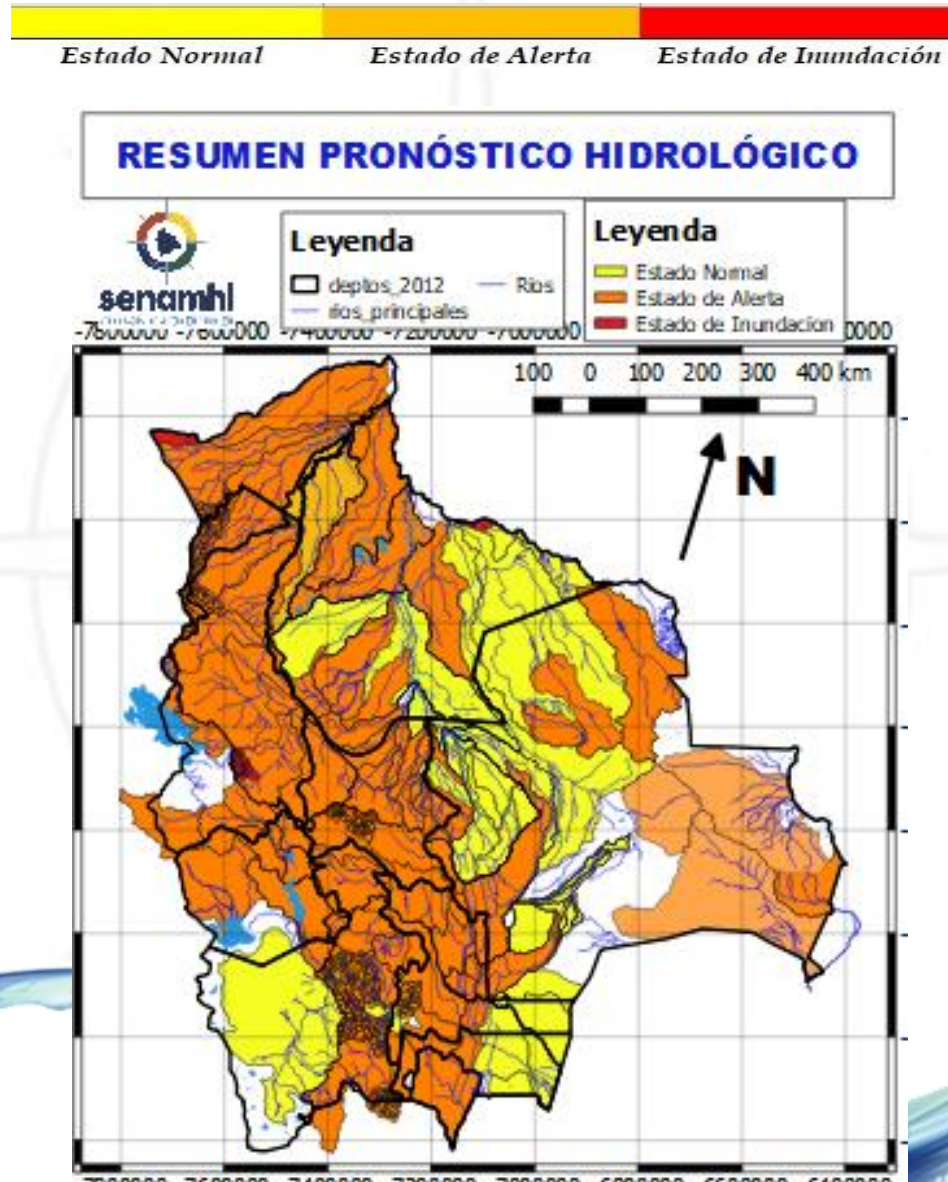 Estado Normal Estado de Alerta Estado de Inundación
RESUMEN PRONÓSTICO HIDROLÓGICO
senamhi
Leyenda
deptos_2012 Rios
rios_principales
Leyenda
Estado Normal
Estado de Alerta
Estado de Inundacion
100 0 100 200 300 400 km
N